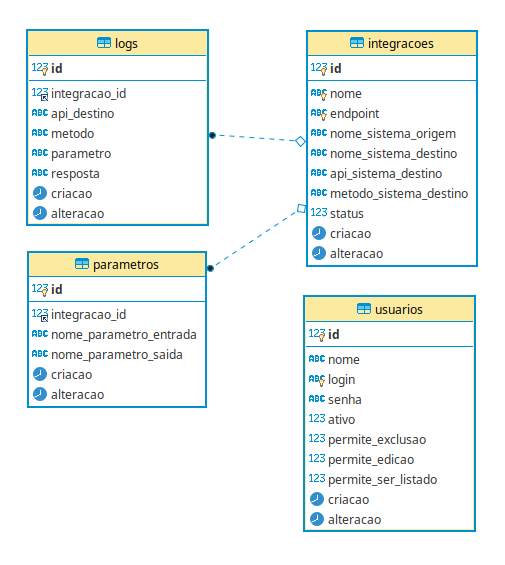 logs
123 id
123 integracao_id
ABC api_destino
ABC metodo
ABC parametro
ABC resposta
criacao
alteracao
integracoes
123 id
ABC nome
ABC endpoint
ABC nome_sistema_origem
ABC nome_sistema_destino
ABC api_sistema_destino
ABC metodo_sistema_destino
123 status
criacao
alteracao
parametros
123 id
123 integracao_id
ABC nome_parametro_entrada
ABC nome_parametro_saida
criacao
alteracao
usuarios
123 id
ABC nome
ABC login
ABC senha
123 ativo
123 permite_exclusao
123 permite_edicao
123 permite_ser_listado
criacao
alteracao